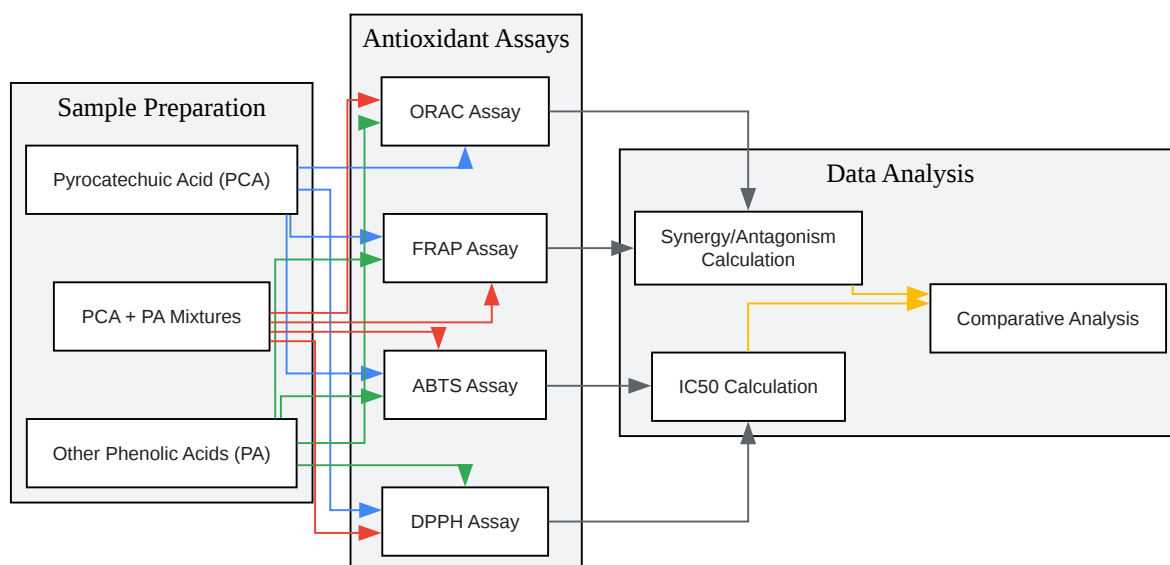 Sample Preparation
Pyrocatechuic Acid (PCA)
PCA + PA Mixtures
Other Phenolic Acids (PA)
Antioxidant Assays
ORAC Assay
FRAP Assay
ABTS Assay
DPPH Assay
Data Analysis
Synergy/Antagonism
Calculation
IC50 Calculation
Comparative Analysis